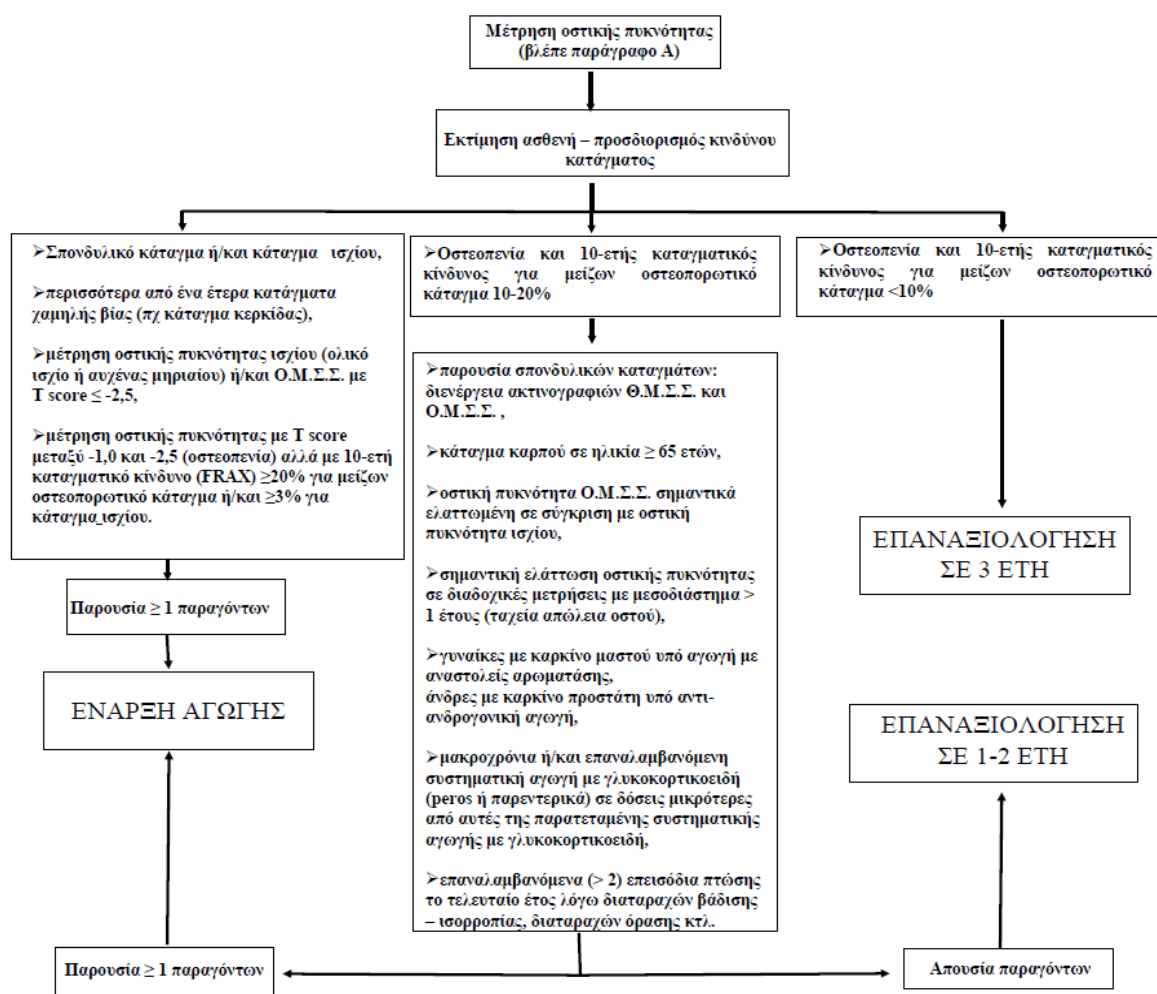 Μέτρηση οστικής πυκνότητας
(βλέπε παράγραφο Α)
Εκτίμηση ασθενή – προσδιορισμός κινδύνου
κατάγματος
➢Σπονδυλικό κάταγμα ή/και κάταγμα ισχίου,
➢περισσότερα από ένα έτερα κατάγματα
χαμηλής βίας (πχ κάταγμα κερκίδας),
➢μέτρηση οστικής πυκνότητας ισχίου (ολικό
ισχίο ή αυχένας μηριαίου) ή/και Ο.Μ.Σ.Σ. με
T score ≤ -2,5,
➢μέτρηση οστικής πυκνότητας με T score
μεταξύ -1,0 και -2,5 (οστεοπενία) αλλά με 10-ετή
καταγματικό κίνδυνο (FRAX) ≥20% για μείζων
οστεοπορωτικό κάταγμα ή/και ≥3% για
κάταγμα ισχίου.
Παρουσία ≥ 1 παραγόντων
ΕΝΑΡΞΗ ΑΓΩΓΗΣ
Παρουσία ≥ 1 παραγόντων
➢Οστεοπενία και 10-ετής καταγματικός
κίνδυνος για μείζων οστεοπορωτικό
κάταγμα 10-20%
➢παρουσία σπονδυλικών καταγμάτων:
διενέργεια ακτινογραφιών Θ.Μ.Σ.Σ. και
Ο.Μ.Σ.Σ. ,
➢κάταγμα καρπού σε ηλικία ≥ 65 ετών,
➢οστική πυκνότητα Ο.Μ.Σ.Σ. σημαντικά
ελαττωμένη σε σύγκριση με οστική
πυκνότητα ισχίου,
➢σημαντική ελάττωση οστικής πυκνότητας
σε διαδοχικές μετρήσεις με μεσοδιάστημα >
1 έτους (ταχεία απώλεια οστού),
➢γυναίκες με καρκίνο μαστού υπό αγωγή με
αναστολείς αρωματάσης,
άνδρες με καρκίνο προστάτη υπό αντι-
ανδρογονική αγωγή,
➢μακροχρόνια ή/και επαναλαμβανόμενη
συστηματική αγωγή με γλυκοκορτικοειδή
(peros ή παρεντερικά) σε δόσεις μικρότερες
από αυτές της παρατεταμένης συστηματικής
αγωγής με γλυκοκορτικοειδή,
➢επαναλαμβανόμενα (> 2) επεισόδια πτώσης
το τελευταίο έτος λόγω διαταραχών βάδισης
– ισορροπίας, διαταραχών όρασης κτλ.
➢Οστεοπενία και 10-ετής καταγματικός
κίνδυνος για μείζων οστεοπορωτικό
κάταγμα <10%
ΕΠΑΝΑΞΙΟΛΟΓΗΣΗ
ΣΕ 3 ΕΤΗ
ΕΠΑΝΑΞΙΟΛΟΓΗΣΗ
ΣΕ 1-2 ΕΤΗ
Απουσία παραγόντων